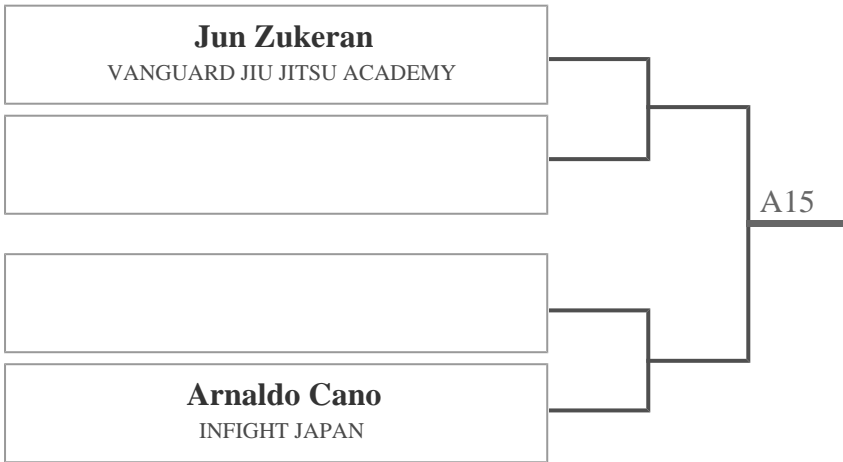 Jun Zukeran
VANGUARD JIU JITSU ACADEMY
A15
Arnaldo Cano
INFIGHT JAPAN